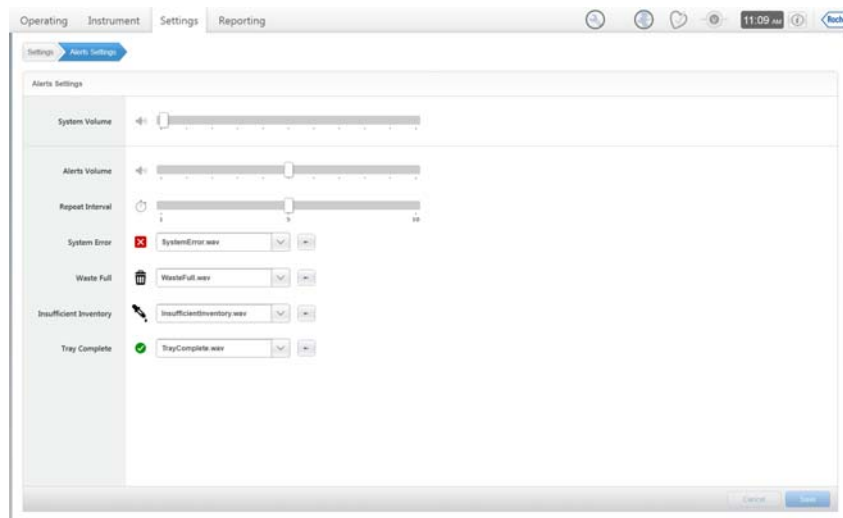 Operating Instrument Settings Reporting 11:09 AM
Settings Alerts Settings
Alerts Settings
System Volume
Alerts Volume
Repeat Interval
1 5 10
System Error SystemError.wav
Waste Full WasteFull.wav
Insufficient Inventory InsufficientInventory.wav
Tray Complete TrayComplete.wav
Cancel Save